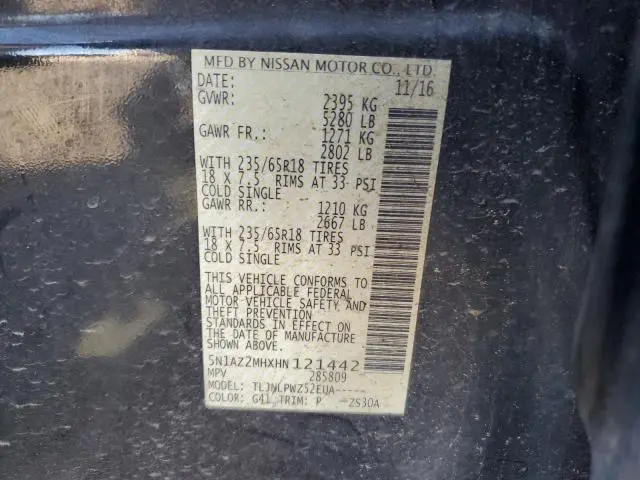 MFD BY NISSAN MOTOR CO., LTD
DATE: 11/16
GVWR: 2395 KG
5280 LB
GAWR FR.: 1271 KG
2802 LB
WITH 235/65R18 TIRES
18 X 7.5 RIMS AT 33 PSI
COLD SINGLE
GAWR RR.: 1210 KG
2667 LB
WITH 235/65R18 TIRES
18 X 7.5 RIMS AT 33 PSI
COLD SINGLE
THIS VEHICLE CONFORMS TO
ALL APPLICABLE FEDERAL
MOTOR VEHICLE SAFETY AND
THEFT PREVENTION
STANDARDS IN EFFECT ON
THE DATE OF MANUFACTURE
SHOWN ABOVE.
5N1AZ2MHXHN121442
MPV 285809
MODEL: TLJNLPWZ52EUA-----
COLOR: G41 TRIM: P -2S30A